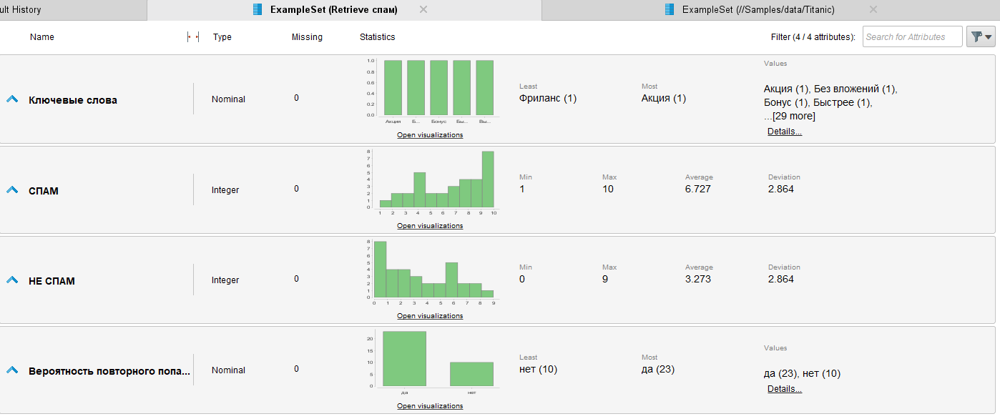 ult History
ExampleSet (Retrieve спам)
ExampleSet (//Samples/data/Titanic)
Name Type Missing Statistics Filter (4 / 4 attributes): Search for Attributes
Ключевые слова
Nominal
0
1.0
0.8
0.6
0.4
0.2
0.0
Акция Б... Бонус Бы... Вы...
Open visualizations
Least
Фриланс (1)
Most
Акция (1)
Values
Акция (1), Без вложений (1),
Бонус (1), Быстрее (1),
...[29 more]
Details...
СПАМ
Integer
0
8
7
6
5
4
3
2
1
0
1 2 3 4 5 6 7 8 9 10
Open visualizations
Min
1
Max
10
Average
6.727
Deviation
2.864
НЕ СПАМ
Integer
0
8
7
6
5
4
3
2
1
0
0 1 2 3 4 5 6 7 8 9
Open visualizations
Min
0
Max
9
Average
3.273
Deviation
2.864
Вероятность повторного попа...
Nominal
0
20
15
10
5
0
да нет
Open visualizations
Least
нет (10)
Most
да (23)
Values
да (23), нет (10)
Details...